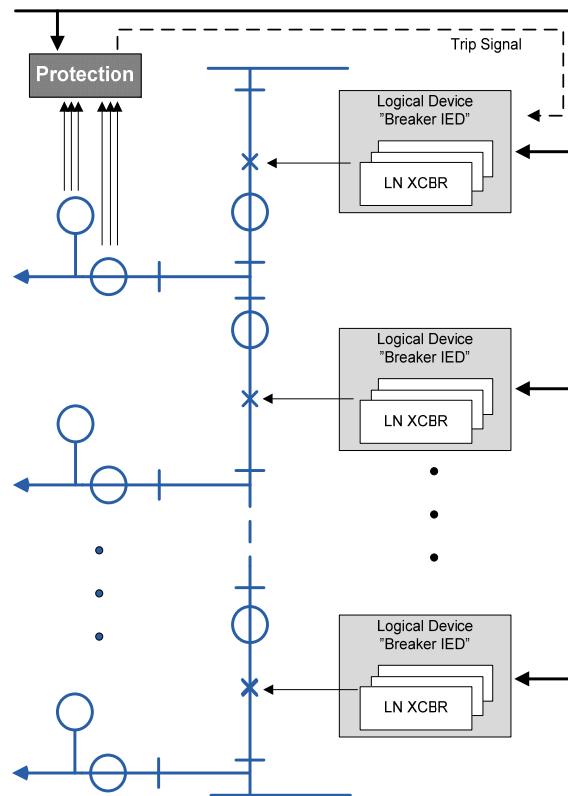 Trip Signal
Protection
Logical Device
"Breaker IED"
LN XCBR
Logical Device
"Breaker IED"
LN XCBR
Logical Device
"Breaker IED"
LN XCBR